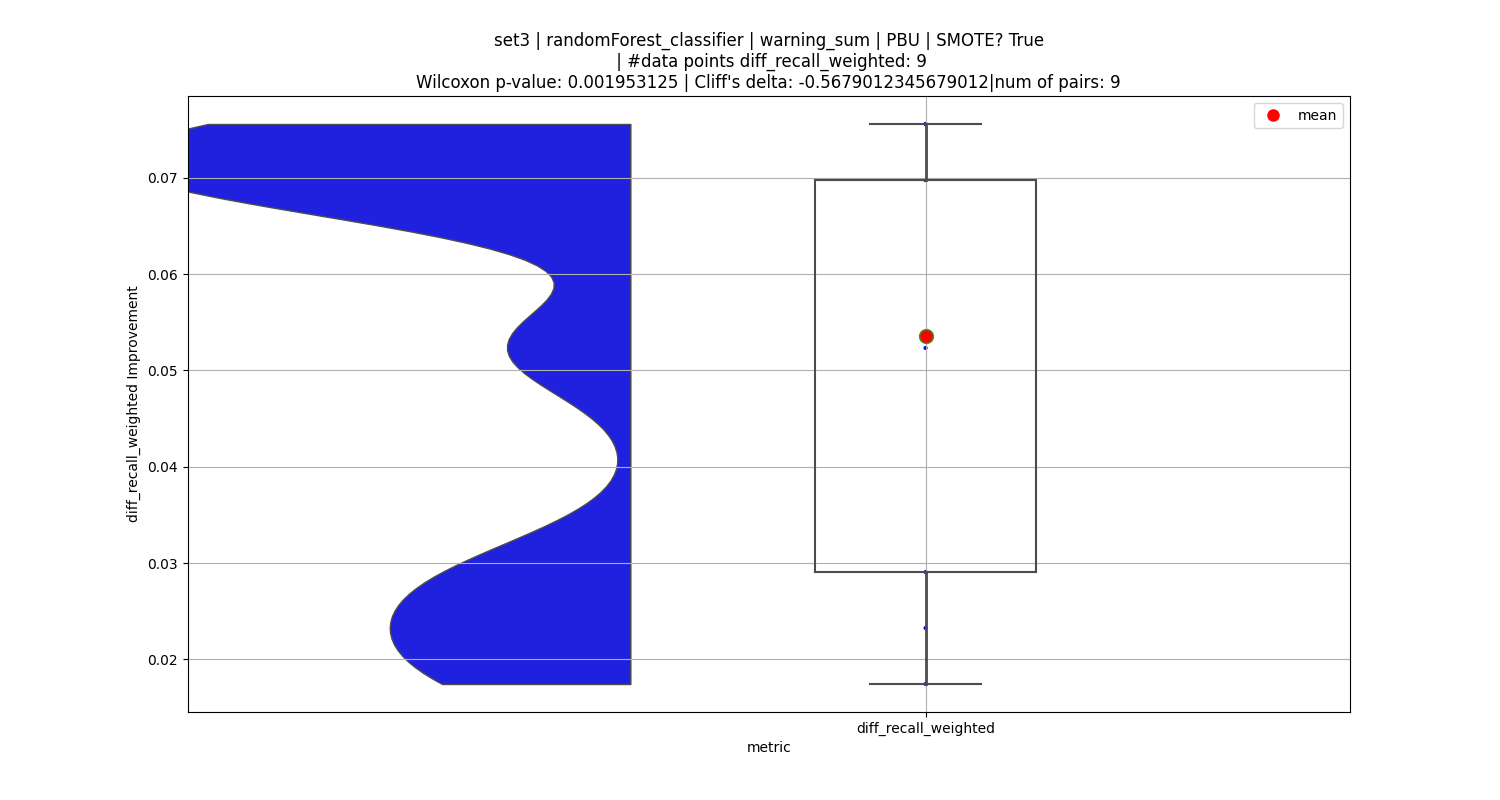 set3 | randomForest_classifier | warning_sum | PBU | SMOTE? True
| #data points diff_recall_weighted: 9
Wilcoxon p-value: 0.001953125 | Cliff's delta: -0.5679012345679012|num of pairs: 9
mean
0.07
0.06
0.05
0.04
0.03
0.02
diff_recall_weighted Improvement
diff_recall_weighted
metric